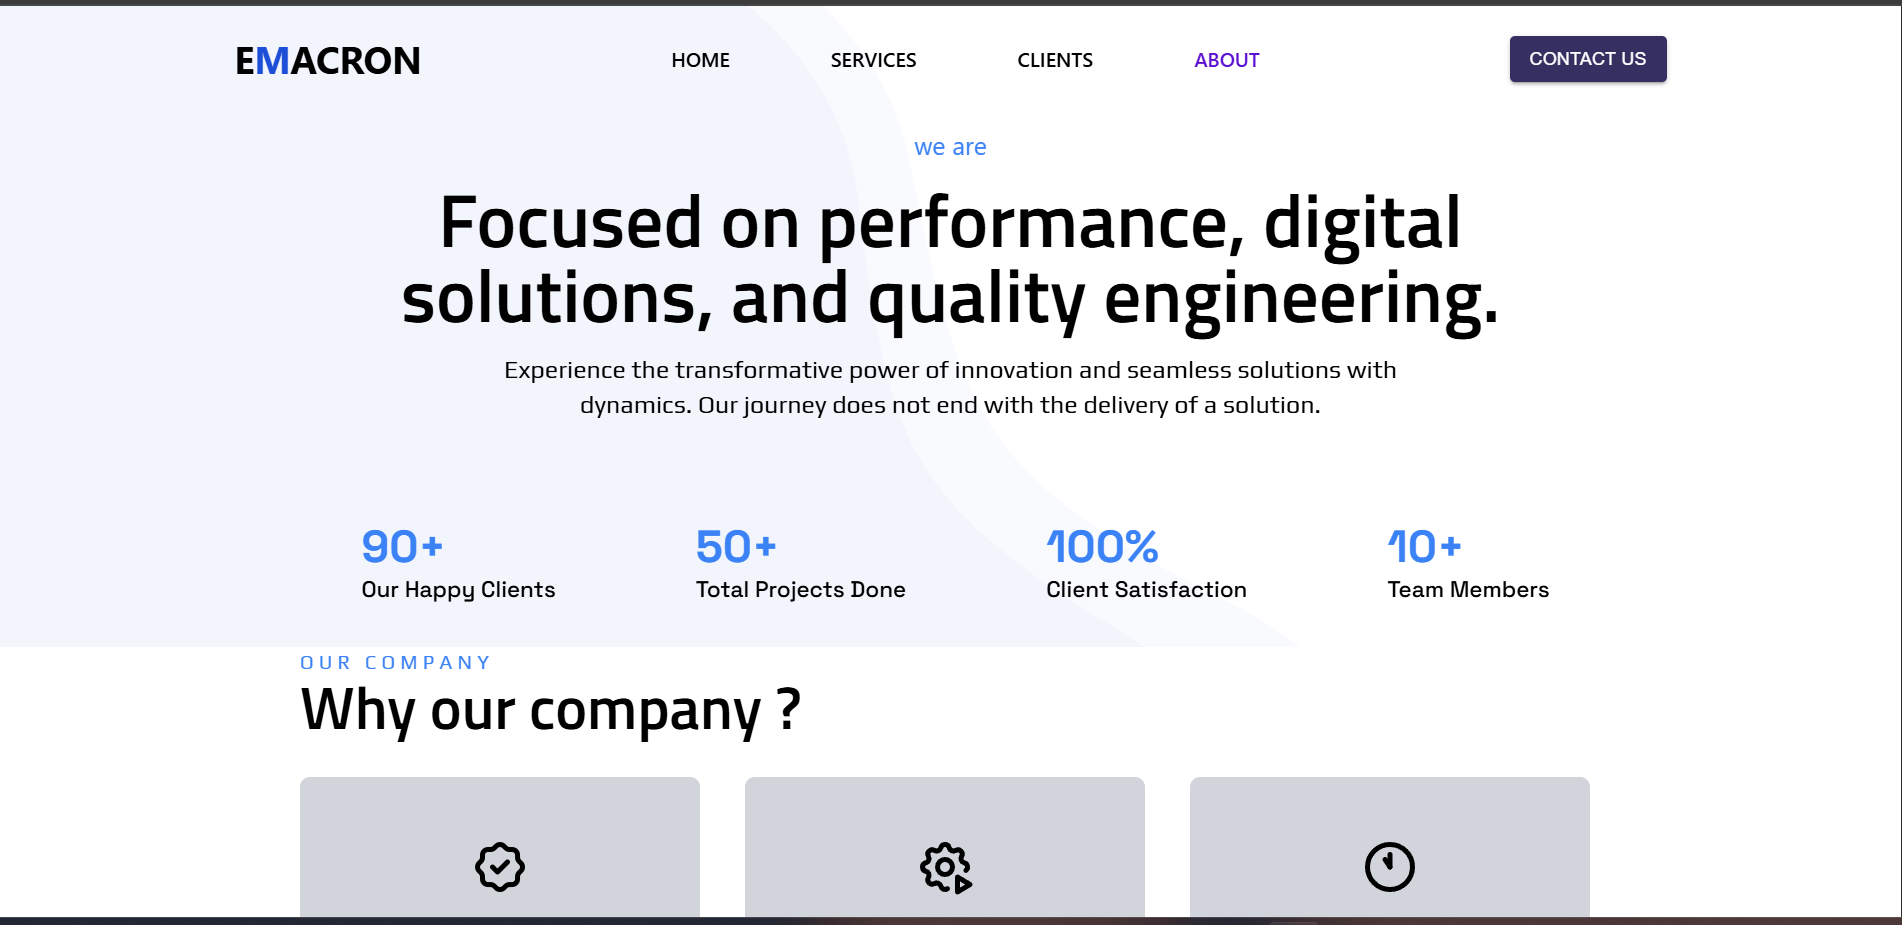 EMACRON
HOME
SERVICES
CLIENTS
ABOUT
CONTACT US
we are
Focused on performance, digital
solutions, and quality engineering.
Experience the transformative power of innovation and seamless solutions with
dynamics. Our journey does not end with the delivery of a solution.
90+
Our Happy Clients
50+
Total Projects Done
100%
Client Satisfaction
10+
Team Members
OUR COMPANY
Why our company ?